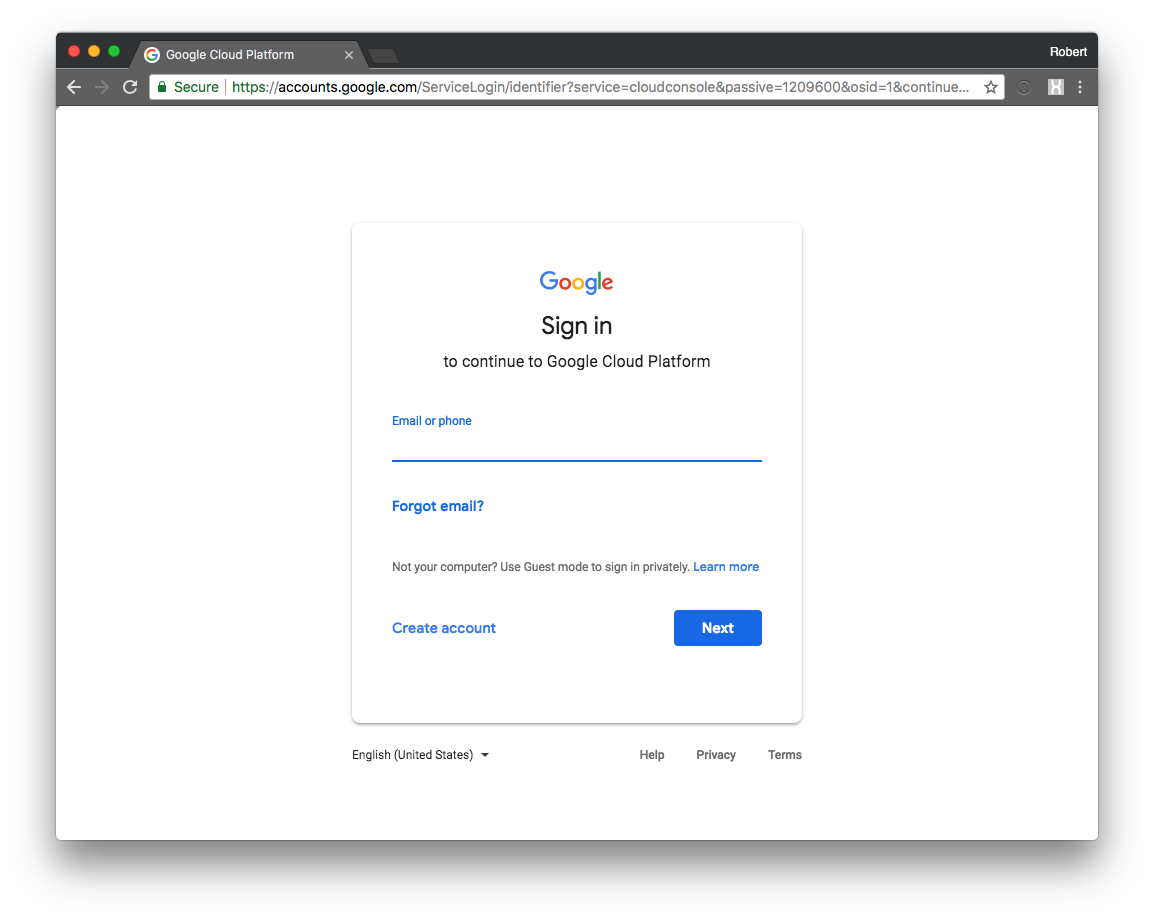 Google Cloud Platform
Robert
Secure https://accounts.google.com/ServiceLogin/identifier?service=cloudconsole&passive=1209600&osid=1&continue...
Google
Sign in
to continue to Google Cloud Platform
Email or phone
Forgot email?
Not your computer? Use Guest mode to sign in privately. Learn more
Create account
Next
English (United States)
Help Privacy Terms